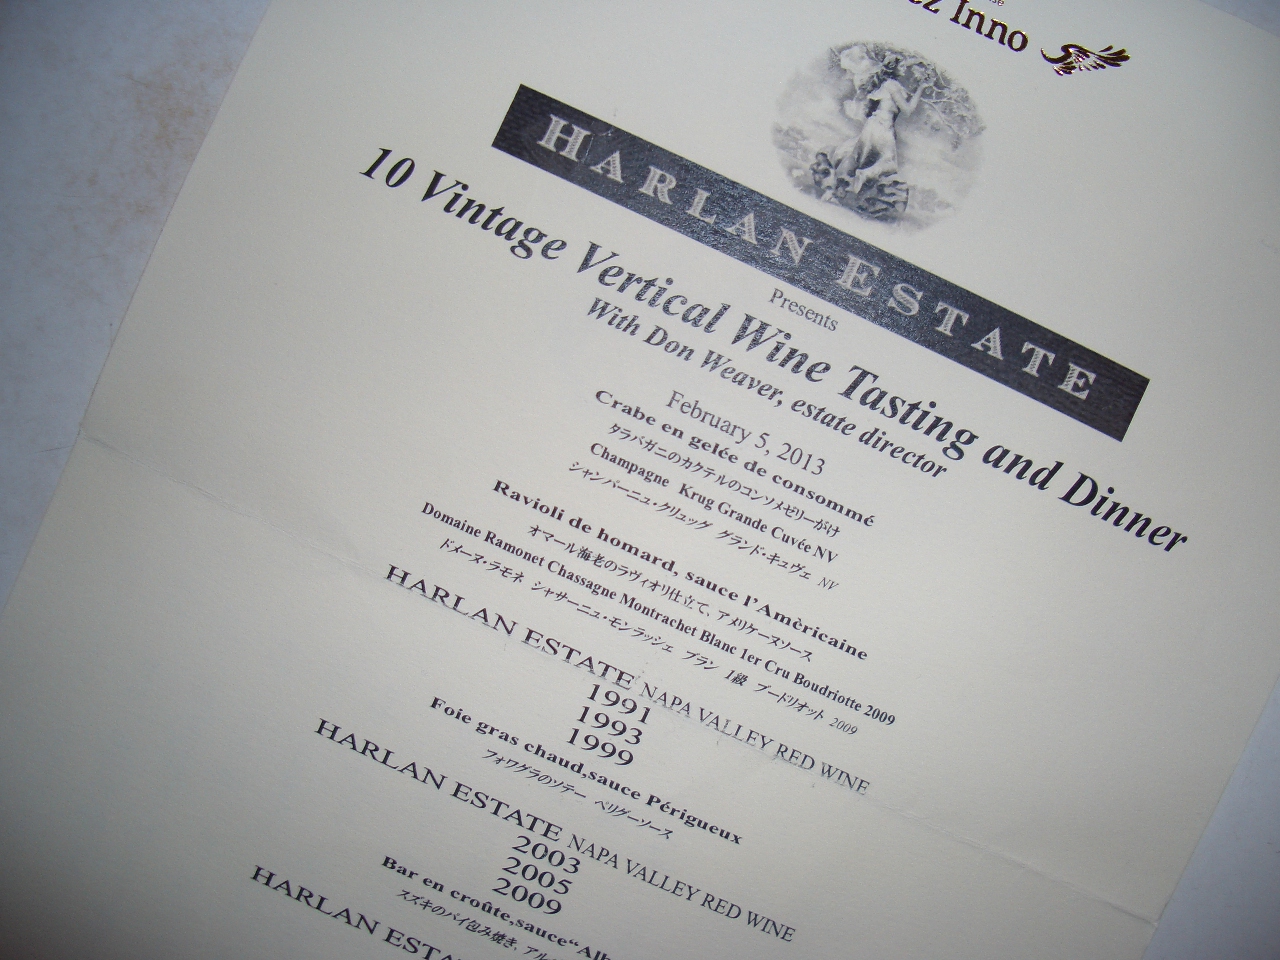 Inno
HARLAN ESTATE
Presents
10 Vintage Vertical Wine Tasting and Dinner
With Don Weaver, estate director
February 5, 2013
Crabe en gelée de consommé
タラバガニのカクテルのコンソメゼリーがけ
Champagne Krug Grande Cuvée NV
シャンパーニュ・クリュッグ グランド・キュヴェ NV
Ravioli de homard, sauce l'Amèricaine
オマール海老のラヴィオリ仕立て、アメリケーヌソース
Domaine Ramonet Chassagne Montrachet Blanc 1er Cru Boudriotte 2009
ドメーヌ・ラモネ シャサーニュ・モンラッシェ ブラン 1級 ブードリオット 2009
HARLAN ESTATE NAPA VALLEY RED WINE
1991
1993
1999
Foie gras chaud,sauce Périgueux
フォワグラのソテー ペリグーソース
HARLAN ESTATE NAPA VALLEY RED WINE
2003
2005
2009
Bar en croûte,sauce
スズキのパイ包み焼き、
HARLAN